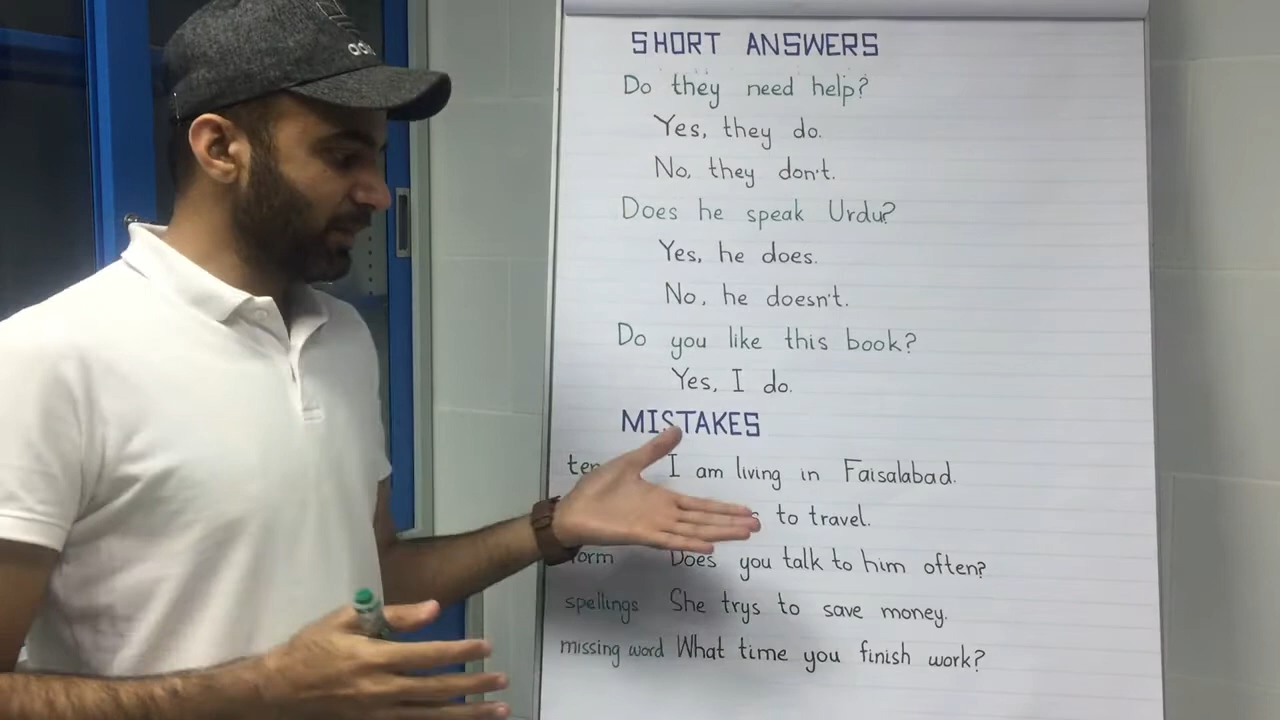 SHORT ANSWERS
Do they need help?
Yes, they do.
No, they don't.
Does he speak Urdu?
Yes, he does.
No, he doesn't.
Do you like this book?
Yes, I do.
MISTAKES
I am living in Faisalabad.
to travel.
form Does you talk to him often?
spellings She trys to save money.
missing word What time you finish work?